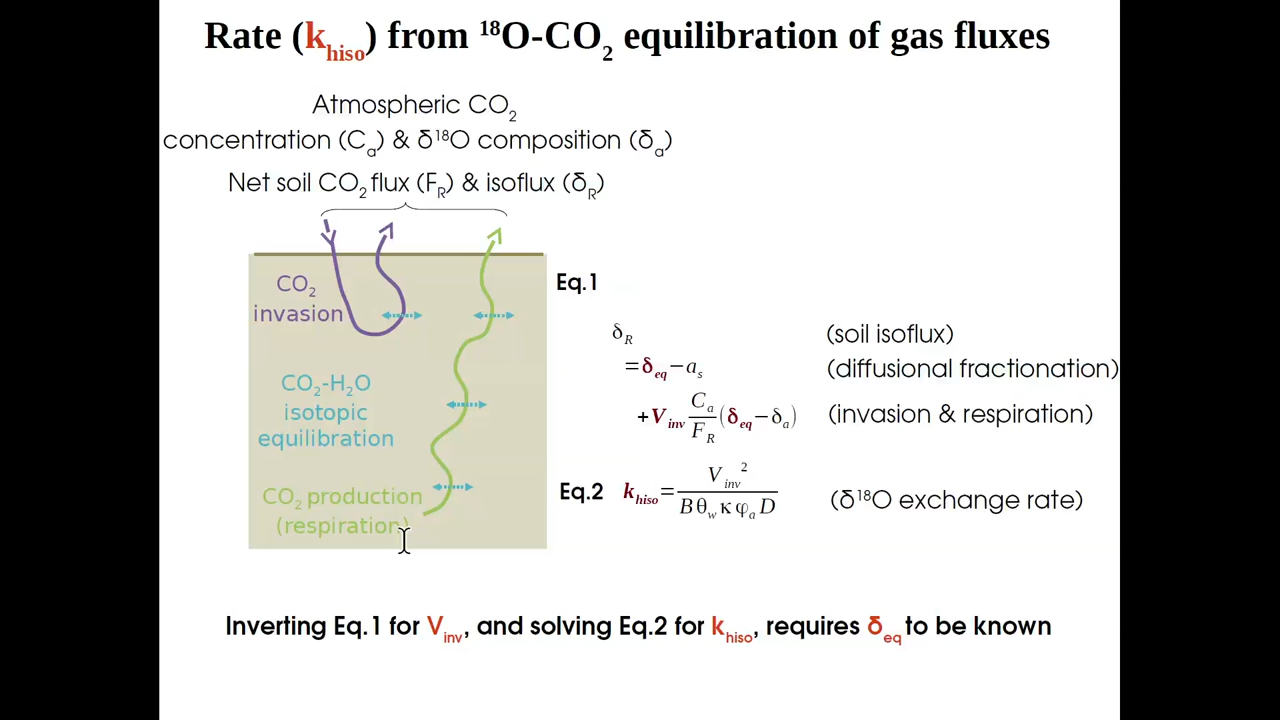 Rate (k_hiso) from ¹⁸O-CO₂ equilibration of gas fluxes
Atmospheric CO₂
concentration (C_a) & δ¹⁸O composition (δ_a)
Net soil CO₂ flux (F_R) & isoflux (δ_R)
CO₂
invasion
CO₂-H₂O
isotopic
equilibration
CO₂ production
(respiration)
Eq.1
δ_R (soil isoflux)
=δ_eq−a_s (diffusional fractionation)
+V_inv C_a/F_R (δ_eq−δ_a) (invasion & respiration)
Eq.2 k_hiso=V_inv²/B θ_w κ φ_a D (δ¹⁸O exchange rate)
Inverting Eq.1 for V_inv, and solving Eq.2 for k_hiso, requires δ_eq to be known